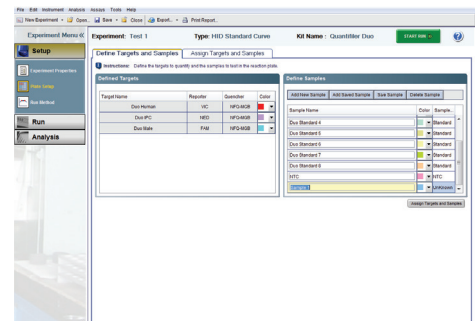 File Edit Instrument Analysis Assays Tools Help
New Experiment Open... Save Close Export... Print Report...
Experiment Menu «
Experiment: Test 1 Type: HID Standard Curve Kit Name : Quantifiler Duo START RUN
Setup
Experiment Properties
Plate Setup
Run Method
Run
Analysis
Define Targets and Samples Assign Targets and Samples
Instructions: Define the targets to quantify and the samples to test in the reaction plate.
Defined Targets
Target Name Reporter Quencher Color
Duo Human VIC NFQ-MGB
Duo IPC NED NFQ-MGB
Duo Male FAM NFQ-MGB
Define Samples
Add New Sample Add Saved Sample Save Sample Delete Sample
Sample Name Color Sample...
Duo Standard 4 Standard
Duo Standard 5 Standard
Duo Standard 6 Standard
Duo Standard 7 Standard
Duo Standard 8 Standard
NTC NTC
Sample 1 Unknown
Assign Targets and Samples